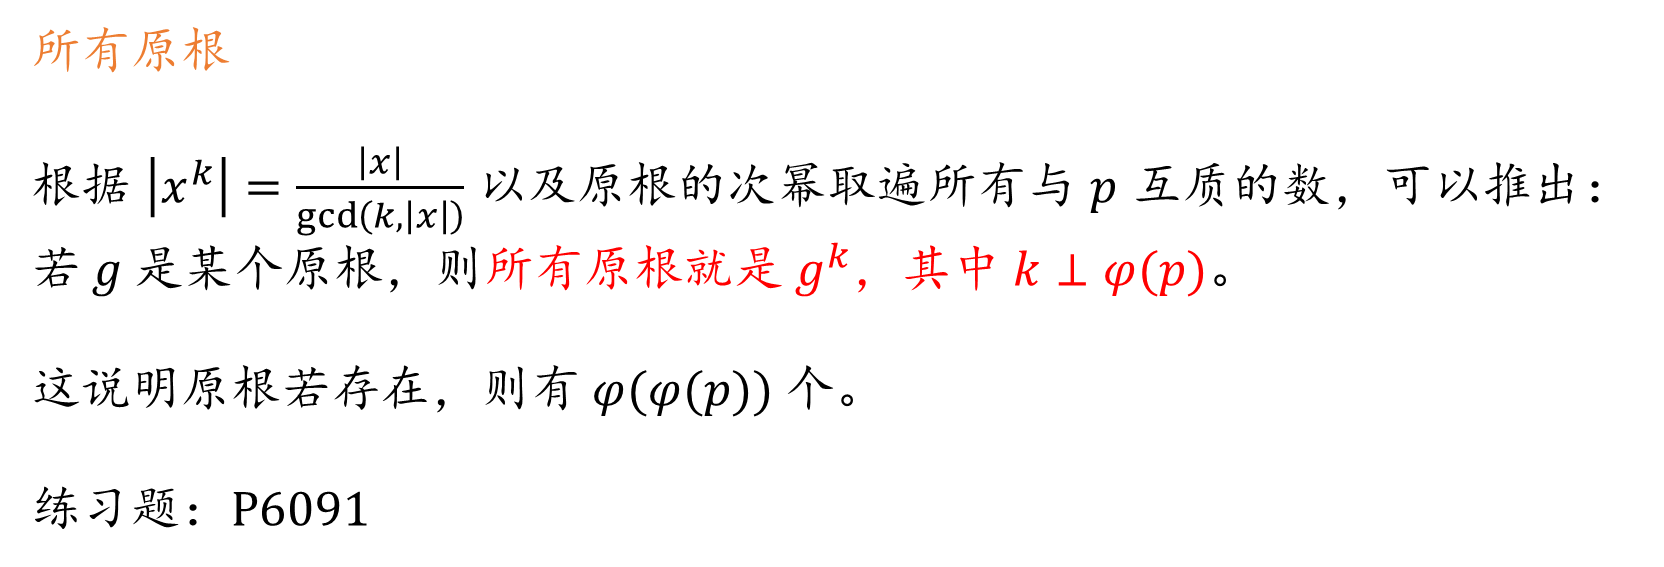 所有原根
根据 |x^k| = |x|/gcd(k,|x|) 以及原根的次幂取遍所有与 p 互质的数，可以推出：
若 g 是某个原根，则所有原根就是 g^k，其中 k ⊥ φ(p)。
这说明原根若存在，则有 φ(φ(p)) 个。
练习题：P6091